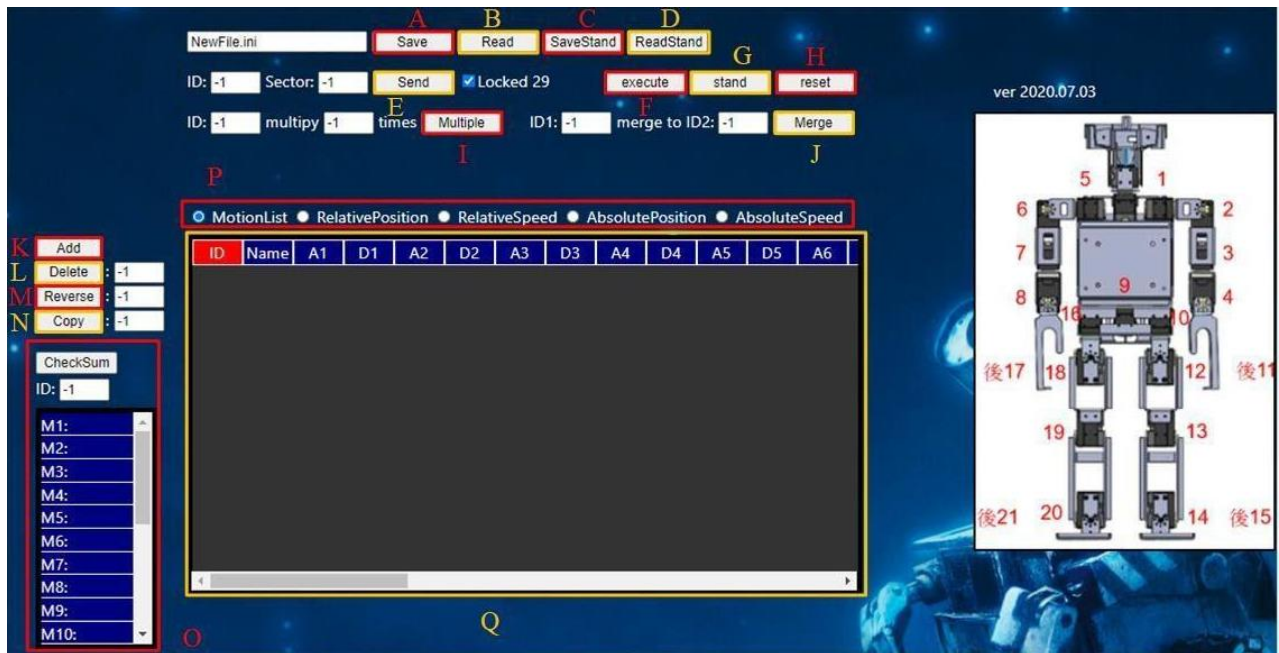 A B C D
NewFile.ini Save Read SaveStand ReadStand
G H
ID: -1 Sector: -1 Send Locked 29 execute stand reset
E F
ID: -1 multipy -1 times Multiple ID1: -1 merge to ID2: -1 Merge
I J
P
MotionList RelativePosition RelativeSpeed AbsolutePosition AbsoluteSpeed
ID Name A1 D1 A2 D2 A3 D3 A4 D4 A5 D5 A6
K Add
L Delete : -1
M Reverse : -1
N Copy : -1
CheckSum
ID: -1
M1:
M2:
M3:
M4:
M5:
M6:
M7:
M8:
M9:
M10:
O
Q
ver 2020.07.03
5 1
6 2
7 3
9
8 4
16 10
後17 18 12 後11
19 13
後21 20 14 後15